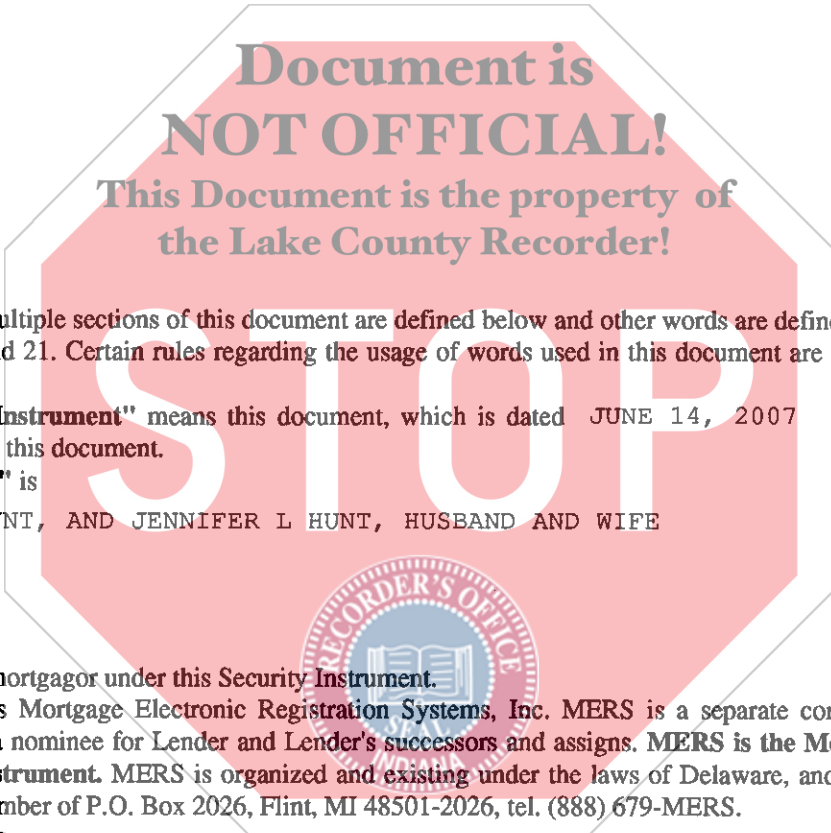 Document is
NOT OFFICIAL!
This Document is the property of
the Lake County Recorder!
STOP
ultiple sections of this document are defined below and other words are define
d 21. Certain rules regarding the usage of words used in this document are
Instrument" means this document, which is dated JUNE 14, 2007
this document.
" is
NT, AND JENNIFER L HUNT, HUSBAND AND WIFE
RECORDER'S OFFICE
SEAL
INDIANA
ortgagor under this Security Instrument.
s Mortgage Electronic Registration Systems, Inc. MERS is a separate cor
nominee for Lender and Lender's successors and assigns. MERS is the Mo
strument. MERS is organized and existing under the laws of Delaware, and
mber of P.O. Box 2026, Flint, MI 48501-2026, tel. (888) 679-MERS.